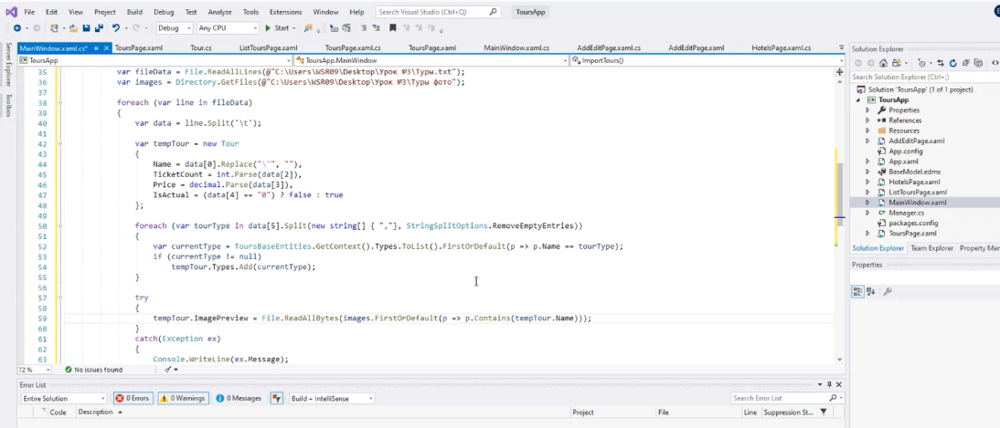 File Edit View Project Build Debug Test Analyze Tools Extensions Window Help Search Visual Studio (Ctrl+Q) ToursApp
Debug Any CPU Start
MainWindow.xaml.cs* ToursPage.xaml Tour.cs ListToursPage.xaml ToursPage.xaml.cs ToursPage.xaml MainWindow.xaml.cs AddEditPage.xaml.cs AddEditPage.xaml HotelsPage.xaml.cs
ToursApp ToursApp.MainWindow ImportTours()
Server Explorer
Toolbox
35 var fileData = File.ReadAllLines(@"C:\Users\WSR09\Desktop\Урок №3\Туры.txt");
36 var images = Directory.GetFiles(@"C:\Users\WSR09\Desktop\Урок №3\Туры фото");
37
38 foreach (var line in fileData)
39 {
40 var data = line.Split('\t');
41
42 var tempTour = new Tour
43 {
44 Name = data[0].Replace("\"", ""),
45 TicketCount = int.Parse(data[2]),
46 Price = decimal.Parse(data[3]),
47 IsActual = (data[4] == "0") ? false : true
48 };
49
50 foreach (var tourType in data[5].Split(new string[] { ","}, StringSplitOptions.RemoveEmptyEntries))
51 {
52 var currentType = ToursBaseEntities.GetContext().Types.ToList().FirstOrDefault(p => p.Name == tourType);
53 if (currentType != null)
54 tempTour.Types.Add(currentType);
55 }
56
57 try
58 {
59 tempTour.ImagePreview = File.ReadAllBytes(images.FirstOrDefault(p => p.Contains(tempTour.Name)));
60 }
61 catch(Exception ex)
62 {
63 Console.WriteLine(ex.Message);
72 % No issues found
Error List
Entire Solution 0 Errors 0 Warnings 0 Messages Build + IntelliSense Search Error List
Code Description Project File Line Suppression St...
Solution Explorer
Search Solution Explorer (Ctrl+;)
Solution 'ToursApp' (1 of 1 project)
ToursApp
Properties
References
Resources
AddEditPage.xaml
App.config
App.xaml
BaseModel.edmx
HotelsPage.xaml
ListToursPage.xaml
MainWindow.xaml
Manager.cs
packages.config
ToursPage.xaml
Solution Explorer Team Explorer Property Man
Properties